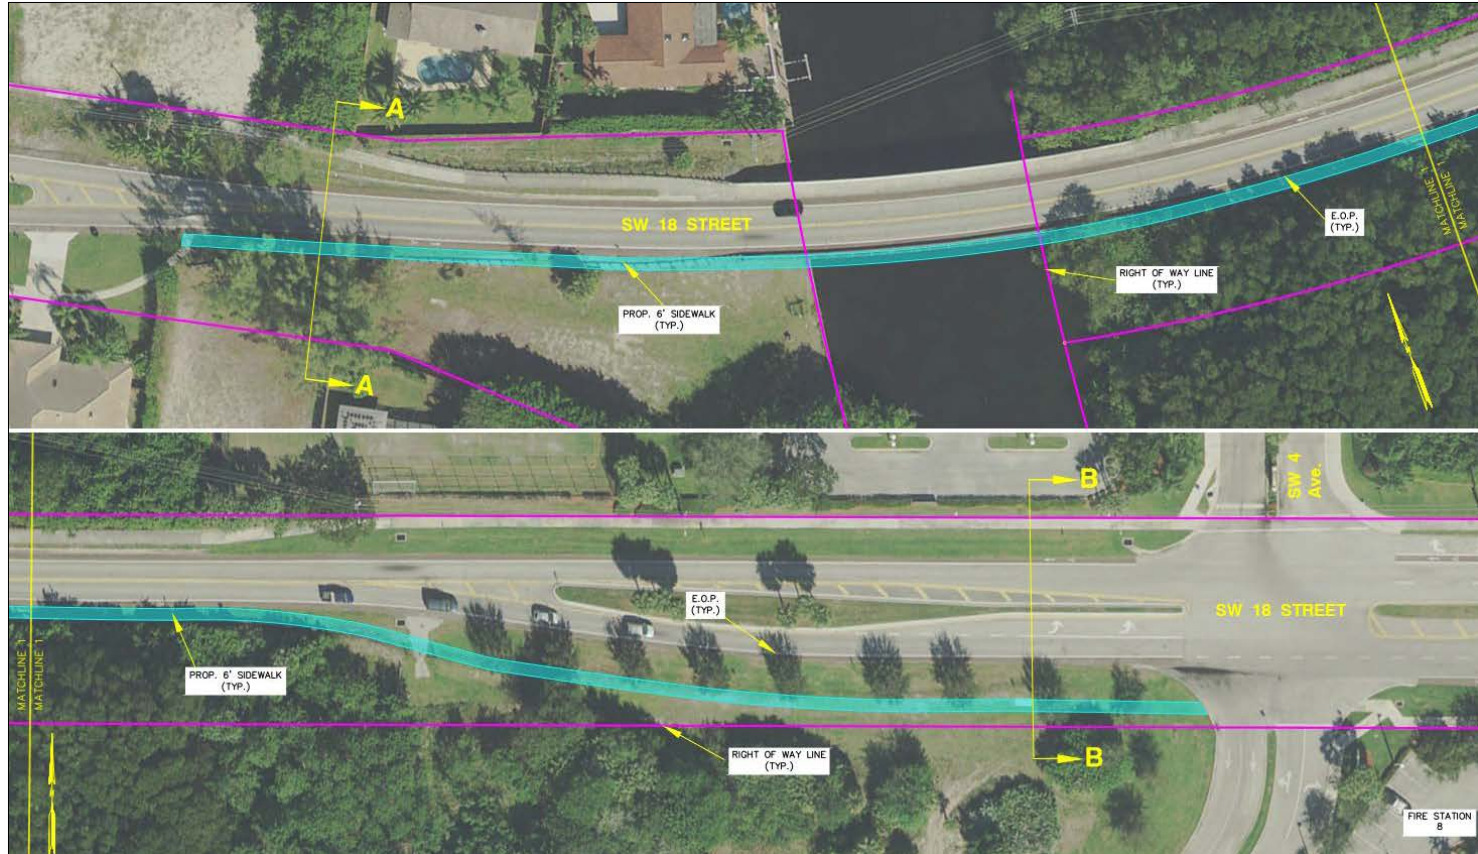 A
SW 18 STREET
E.O.P.
(TYP.)
RIGHT OF WAY LINE
(TYP.)
PROP. 6' SIDEWALK
(TYP.)
A
MATCHLINE 1
MATCHLINE 1
B
SW 4
Ave.
E.O.P.
(TYP.)
SW 18 STREET
PROP. 6' SIDEWALK
(TYP.)
MATCHLINE 1
MATCHLINE 1
RIGHT OF WAY LINE
(TYP.)
B
FIRE STATION
8